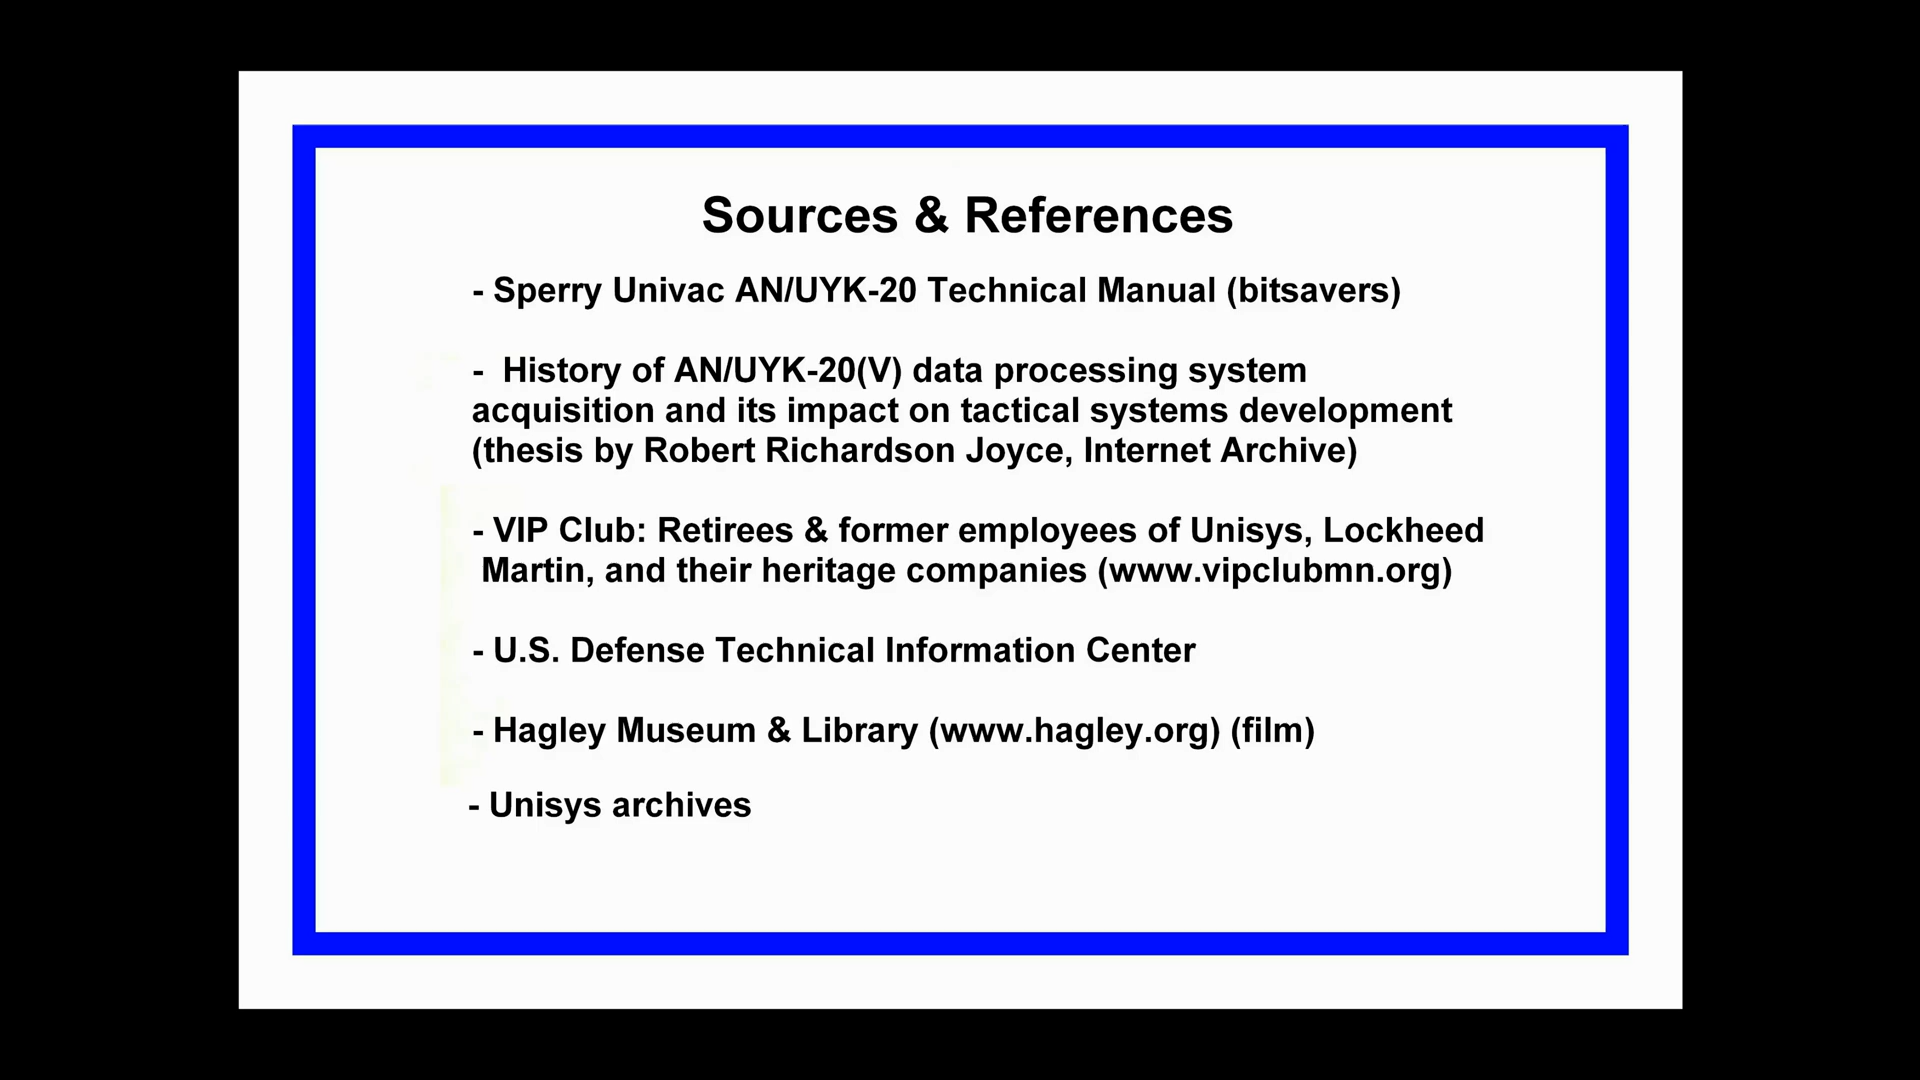 Sources & References
- Sperry Univac AN/UYK-20 Technical Manual (bitsavers)
-  History of AN/UYK-20(V) data processing system
acquisition and its impact on tactical systems development
(thesis by Robert Richardson Joyce, Internet Archive)
- VIP Club: Retirees & former employees of Unisys, Lockheed
Martin, and their heritage companies (www.vipclubmn.org)
- U.S. Defense Technical Information Center
- Hagley Museum & Library (www.hagley.org) (film)
- Unisys archives